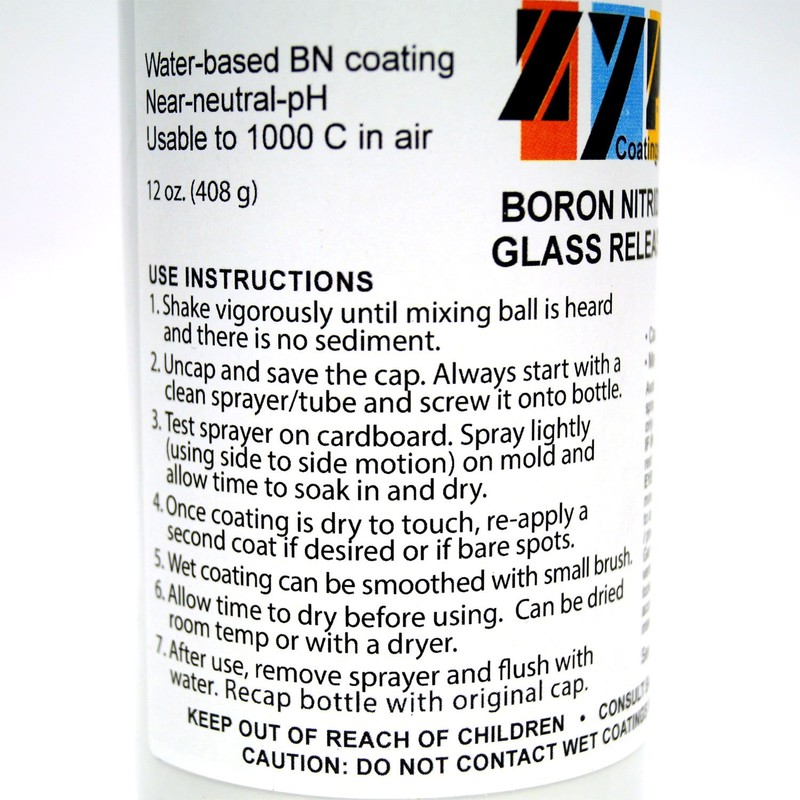 Water-based BN coating
Near-neutral-pH
Usable to 1000 C in air
12 oz. (408 g)
ZYP
Coatings
BORON NITRID
GLASS RELEAS
USE INSTRUCTIONS
1. Shake vigorously until mixing ball is heard
and there is no sediment.
2. Uncap and save the cap. Always start with a
clean sprayer/tube and screw it onto bottle.
3. Test sprayer on cardboard. Spray lightly
(using side to side motion) on mold and
allow time to soak in and dry.
4. Once coating is dry to touch, re-apply a
second coat if desired or if bare spots.
5. Wet coating can be smoothed with small brush.
6. Allow time to dry before using. Can be dried
room temp or with a dryer.
7. After use, remove sprayer and flush with
water. Recap bottle with original cap.
KEEP OUT OF REACH OF CHILDREN • CONSULT
CAUTION: DO NOT CONTACT WET COATING